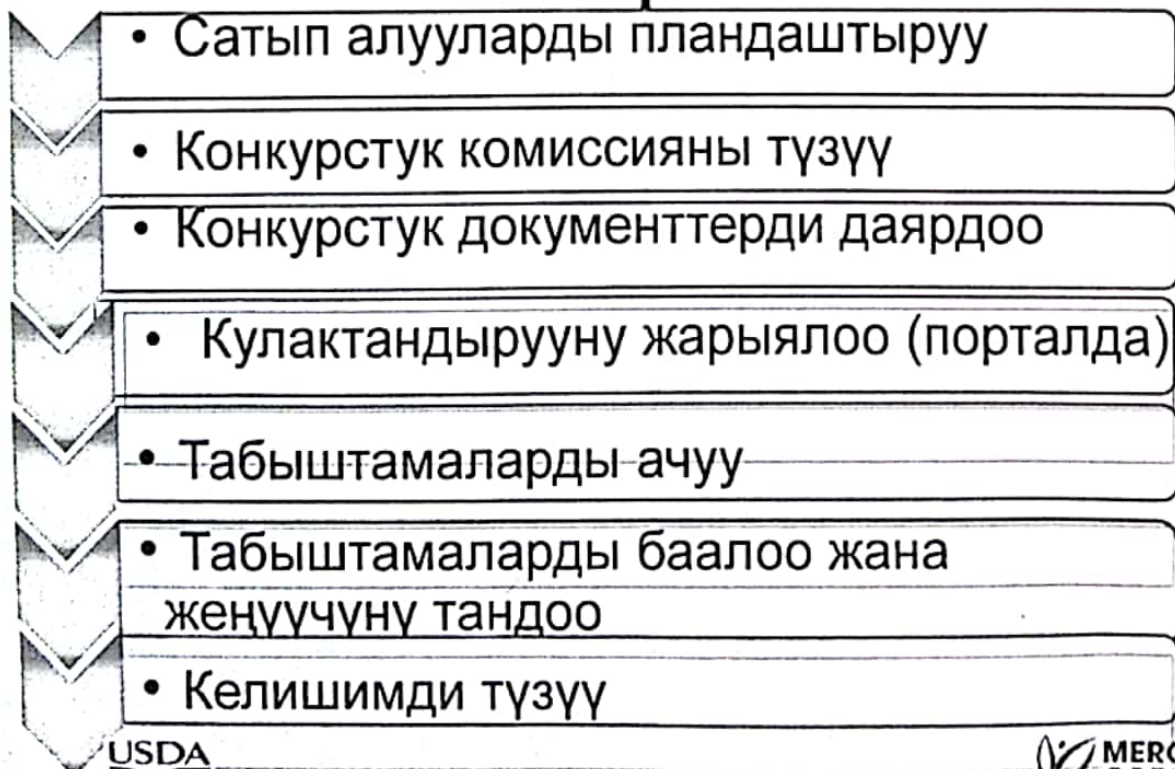 • Сатып алууларды пландаштыруу
• Конкурстук комиссияны түзүү
• Конкурстук документтерди даярдоо
• Кулактандырууну жарыялоо (порталда)
• Табыштамаларды ачуу
• Табыштамаларды баалоо жана
жеңүүчүнү тандоо
• Келишимди түзүү
USDA